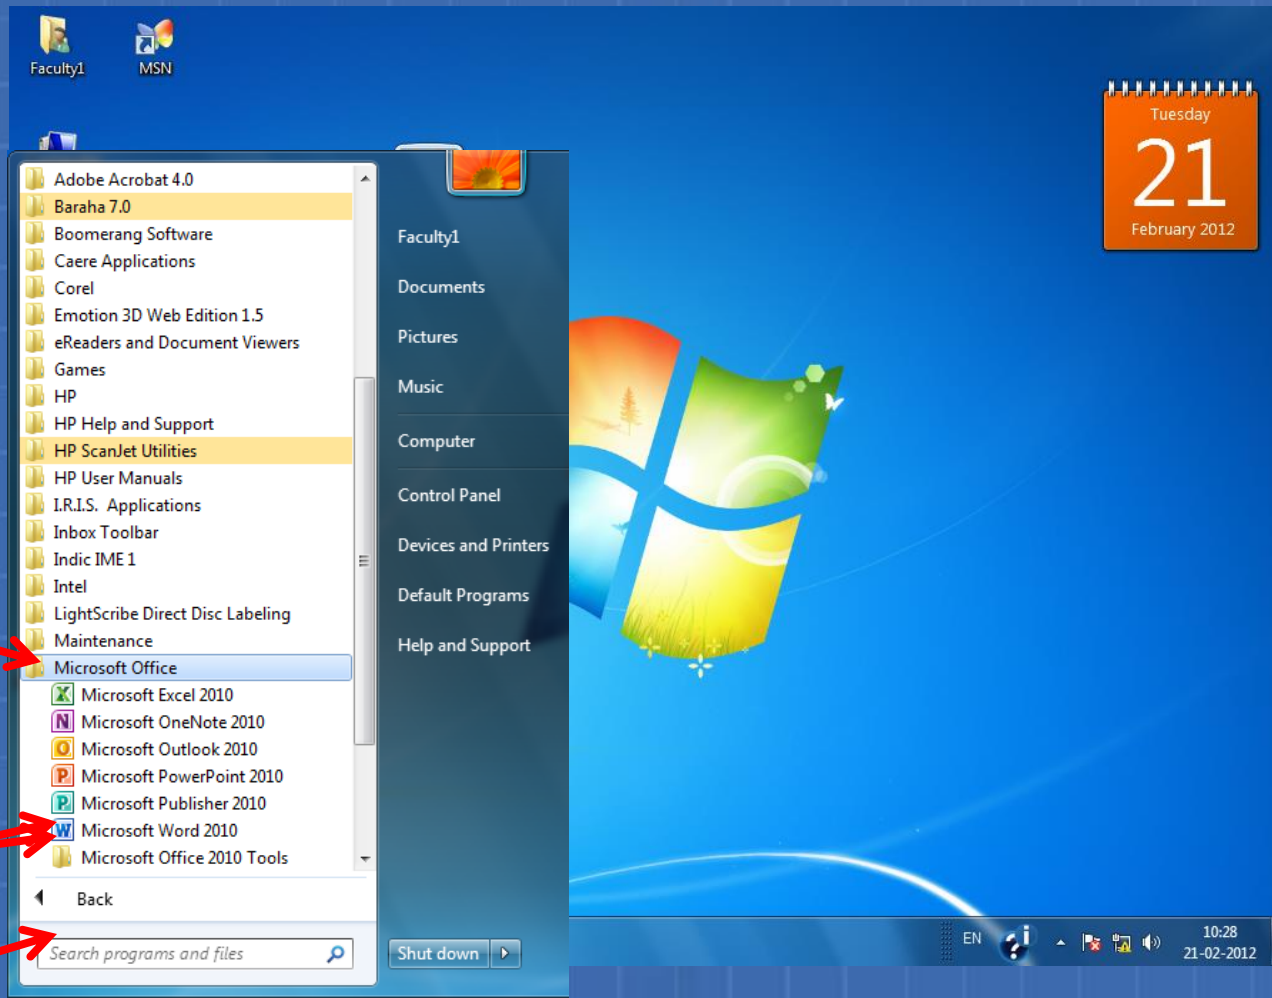 Faculty1
MSN
Tuesday
21
February 2012
Adobe Acrobat 4.0
Baraha 7.0
Boomerang Software
Caere Applications
Corel
Emotion 3D Web Edition 1.5
eReaders and Document Viewers
Games
HP
HP Help and Support
HP ScanJet Utilities
HP User Manuals
I.R.I.S. Applications
Inbox Toolbar
Indic IME 1
Intel
LightScribe Direct Disc Labeling
Maintenance
Microsoft Office
Microsoft Excel 2010
Microsoft OneNote 2010
Microsoft Outlook 2010
Microsoft PowerPoint 2010
Microsoft Publisher 2010
Microsoft Word 2010
Microsoft Office 2010 Tools
Back
Search programs and files
Faculty1
Documents
Pictures
Music
Computer
Control Panel
Devices and Printers
Default Programs
Help and Support
Shut down
EN
10:28
21-02-2012